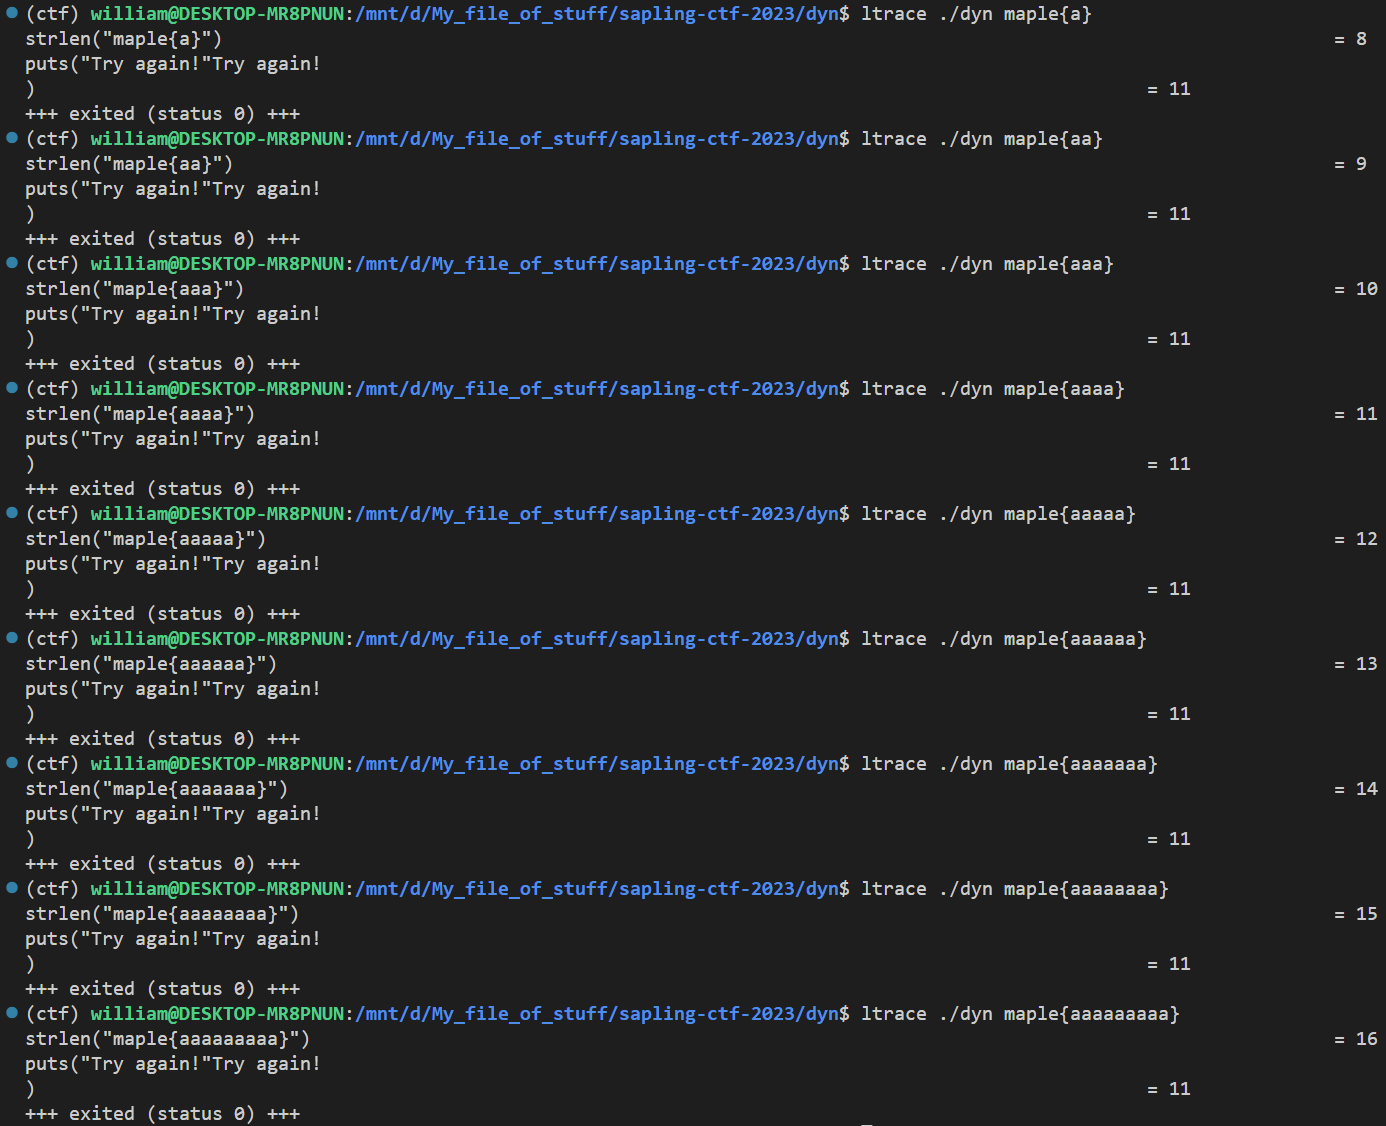 (ctf) william@DESKTOP-MR8PNUN:/mnt/d/My_file_of_stuff/sapling-ctf-2023/dyn$ ltrace ./dyn maple{a}
strlen("maple{a}") = 8
puts("Try again!"Try again!
) = 11
+++ exited (status 0) +++
(ctf) william@DESKTOP-MR8PNUN:/mnt/d/My_file_of_stuff/sapling-ctf-2023/dyn$ ltrace ./dyn maple{aa}
strlen("maple{aa}") = 9
puts("Try again!"Try again!
) = 11
+++ exited (status 0) +++
(ctf) william@DESKTOP-MR8PNUN:/mnt/d/My_file_of_stuff/sapling-ctf-2023/dyn$ ltrace ./dyn maple{aaa}
strlen("maple{aaa}") = 10
puts("Try again!"Try again!
) = 11
+++ exited (status 0) +++
(ctf) william@DESKTOP-MR8PNUN:/mnt/d/My_file_of_stuff/sapling-ctf-2023/dyn$ ltrace ./dyn maple{aaaa}
strlen("maple{aaaa}") = 11
puts("Try again!"Try again!
) = 11
+++ exited (status 0) +++
(ctf) william@DESKTOP-MR8PNUN:/mnt/d/My_file_of_stuff/sapling-ctf-2023/dyn$ ltrace ./dyn maple{aaaaa}
strlen("maple{aaaaa}") = 12
puts("Try again!"Try again!
) = 11
+++ exited (status 0) +++
(ctf) william@DESKTOP-MR8PNUN:/mnt/d/My_file_of_stuff/sapling-ctf-2023/dyn$ ltrace ./dyn maple{aaaaaa}
strlen("maple{aaaaaa}") = 13
puts("Try again!"Try again!
) = 11
+++ exited (status 0) +++
(ctf) william@DESKTOP-MR8PNUN:/mnt/d/My_file_of_stuff/sapling-ctf-2023/dyn$ ltrace ./dyn maple{aaaaaaa}
strlen("maple{aaaaaaa}") = 14
puts("Try again!"Try again!
) = 11
+++ exited (status 0) +++
(ctf) william@DESKTOP-MR8PNUN:/mnt/d/My_file_of_stuff/sapling-ctf-2023/dyn$ ltrace ./dyn maple{aaaaaaaa}
strlen("maple{aaaaaaaa}") = 15
puts("Try again!"Try again!
) = 11
+++ exited (status 0) +++
(ctf) william@DESKTOP-MR8PNUN:/mnt/d/My_file_of_stuff/sapling-ctf-2023/dyn$ ltrace ./dyn maple{aaaaaaaaa}
strlen("maple{aaaaaaaaa}") = 16
puts("Try again!"Try again!
) = 11
+++ exited (status 0) +++